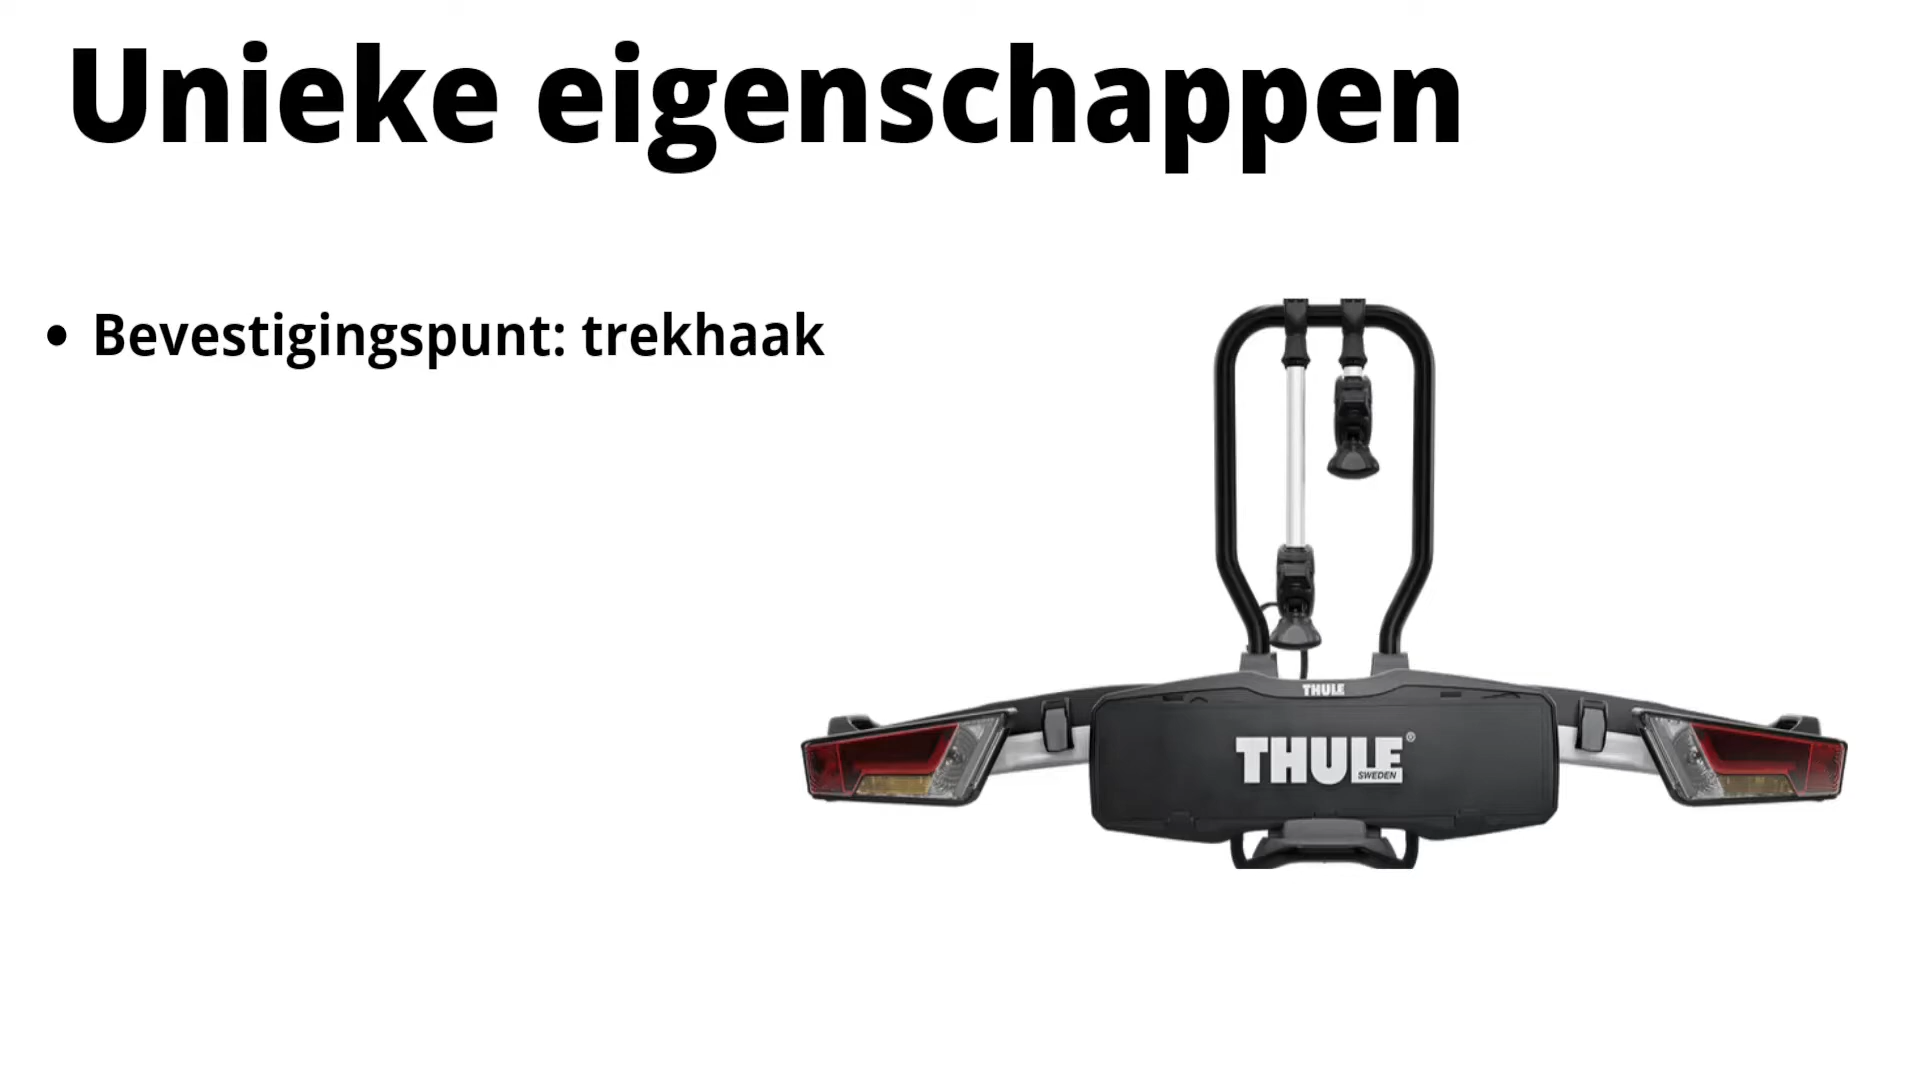 Unieke eigenschappen
• Bevestigingspunt: trekhaak
THULE
THULE®
SWEDEN